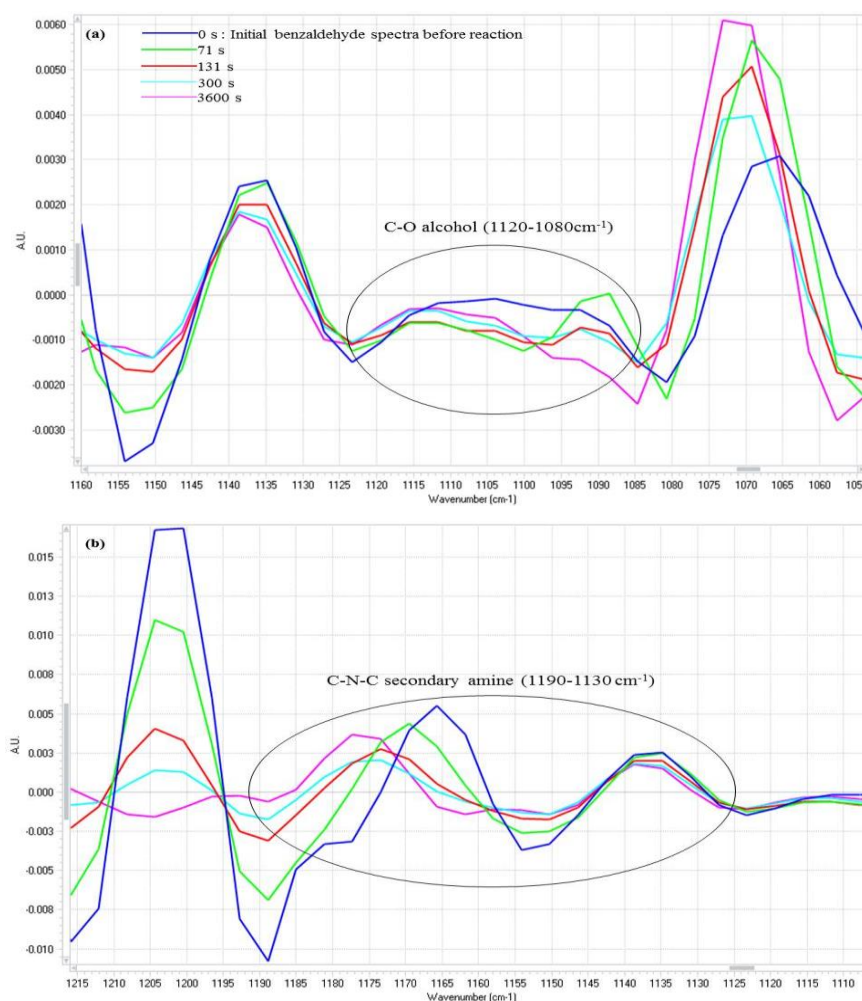 (a)
0 s : Initial benzaldehyde spectra before reaction
71 s
131 s
300 s
3600 s
0.0060
0.0050
0.0040
0.0030
0.0020
0.0010
0.0000
-0.0010
-0.0020
-0.0030
A.U.
C-O alcohol (1120-1080cm⁻¹)
1160 1155 1150 1145 1140 1135 1130 1125 1120 1115 1110 1105 1100 1095 1090 1085 1080 1075 1070 1065 1060
Wavenumber (cm-1)
(b)
0.015
0.013
0.010
0.008
0.005
0.003
0.000
-0.003
-0.005
-0.008
-0.010
A.U.
C-N-C secondary amine (1190-1130 cm⁻¹)
1215 1210 1205 1200 1195 1190 1185 1180 1175 1170 1165 1160 1155 1150 1145 1140 1135 1130 1125 1120 1115 1110
Wavenumber (cm-1)